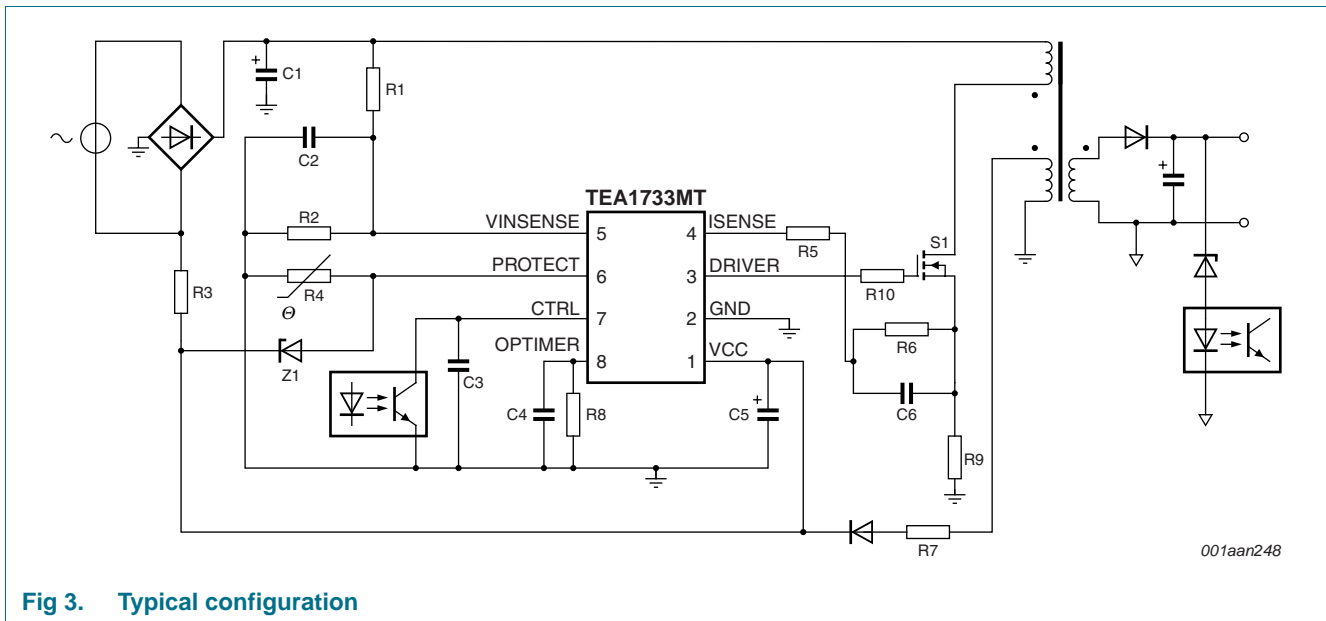 C1
R1
C2
TEA1733MT
R2
VINSENSE
5
4
ISENSE
R5
S1
R3
R4
Θ
PROTECT
6
3
DRIVER
R10
CTRL
7
2
GND
R6
Z1
OPTIMER
8
1
VCC
C3
C4
R8
C5
C6
R9
R7
001aan248
Fig 3. Typical configuration